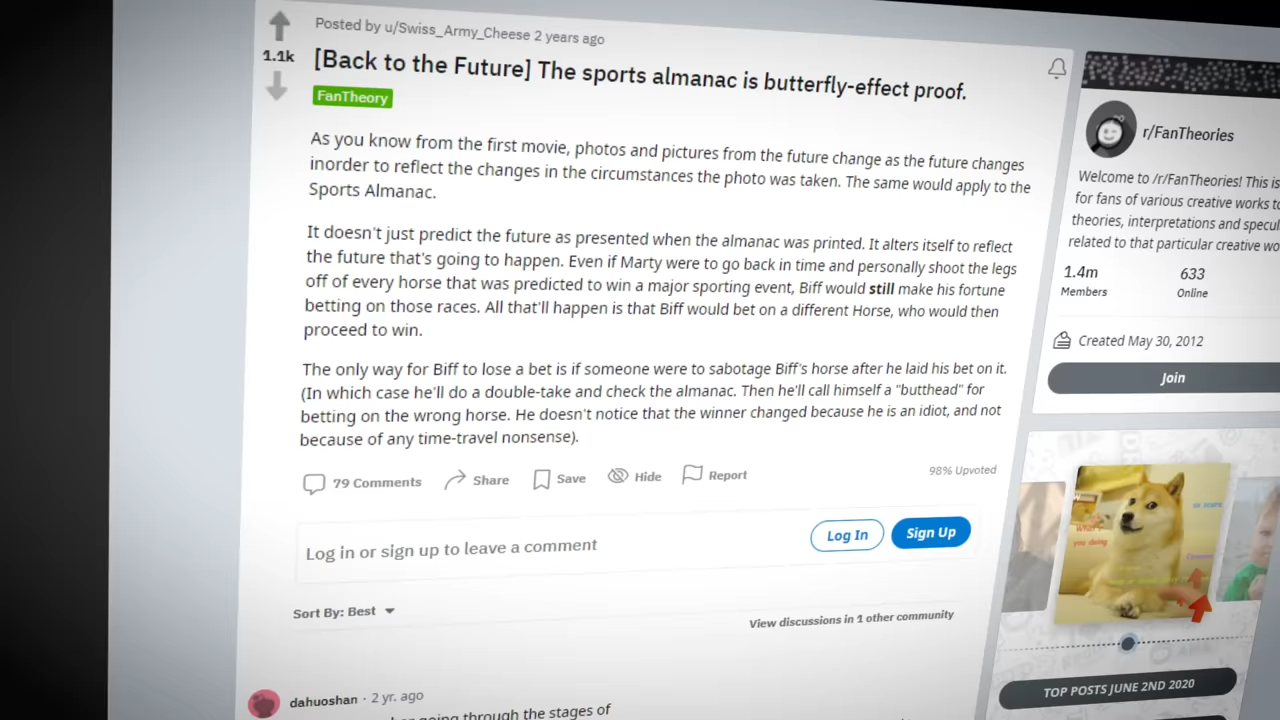 Posted by u/Swiss_Army_Cheese 2 years ago
1.1k
[Back to the Future] The sports almanac is butterfly-effect proof.
FanTheory
As you know from the first movie, photos and pictures from the future change as the future changes
inorder to reflect the changes in the circumstances the photo was taken. The same would apply to the
Sports Almanac.
It doesn't just predict the future as presented when the almanac was printed. It alters itself to reflect
the future that's going to happen. Even if Marty were to go back in time and personally shoot the legs
off of every horse that was predicted to win a major sporting event, Biff would still make his fortune
betting on those races. All that'll happen is that Biff would bet on a different Horse, who would then
proceed to win.
The only way for Biff to lose a bet is if someone were to sabotage Biff's horse after he laid his bet on it.
(In which case he'll do a double-take and check the almanac. Then he'll call himself a "butthead" for
betting on the wrong horse. He doesn't notice that the winner changed because he is an idiot, and not
because of any time-travel nonsense).
79 Comments Share Save Hide Report
98% Upvoted
Log in or sign up to leave a comment
Log In Sign Up
Sort By: Best
View discussions in 1 other community
dahuoshan · 2 yr. ago
going through the stages of
r/FanTheories
Welcome to /r/FanTheories! This is
for fans of various creative works to
theories, interpretations and specul
related to that particular creative wo
1.4m 633
Members Online
Created May 30, 2012
Join
you doing
TOP POSTS JUNE 2ND 2020